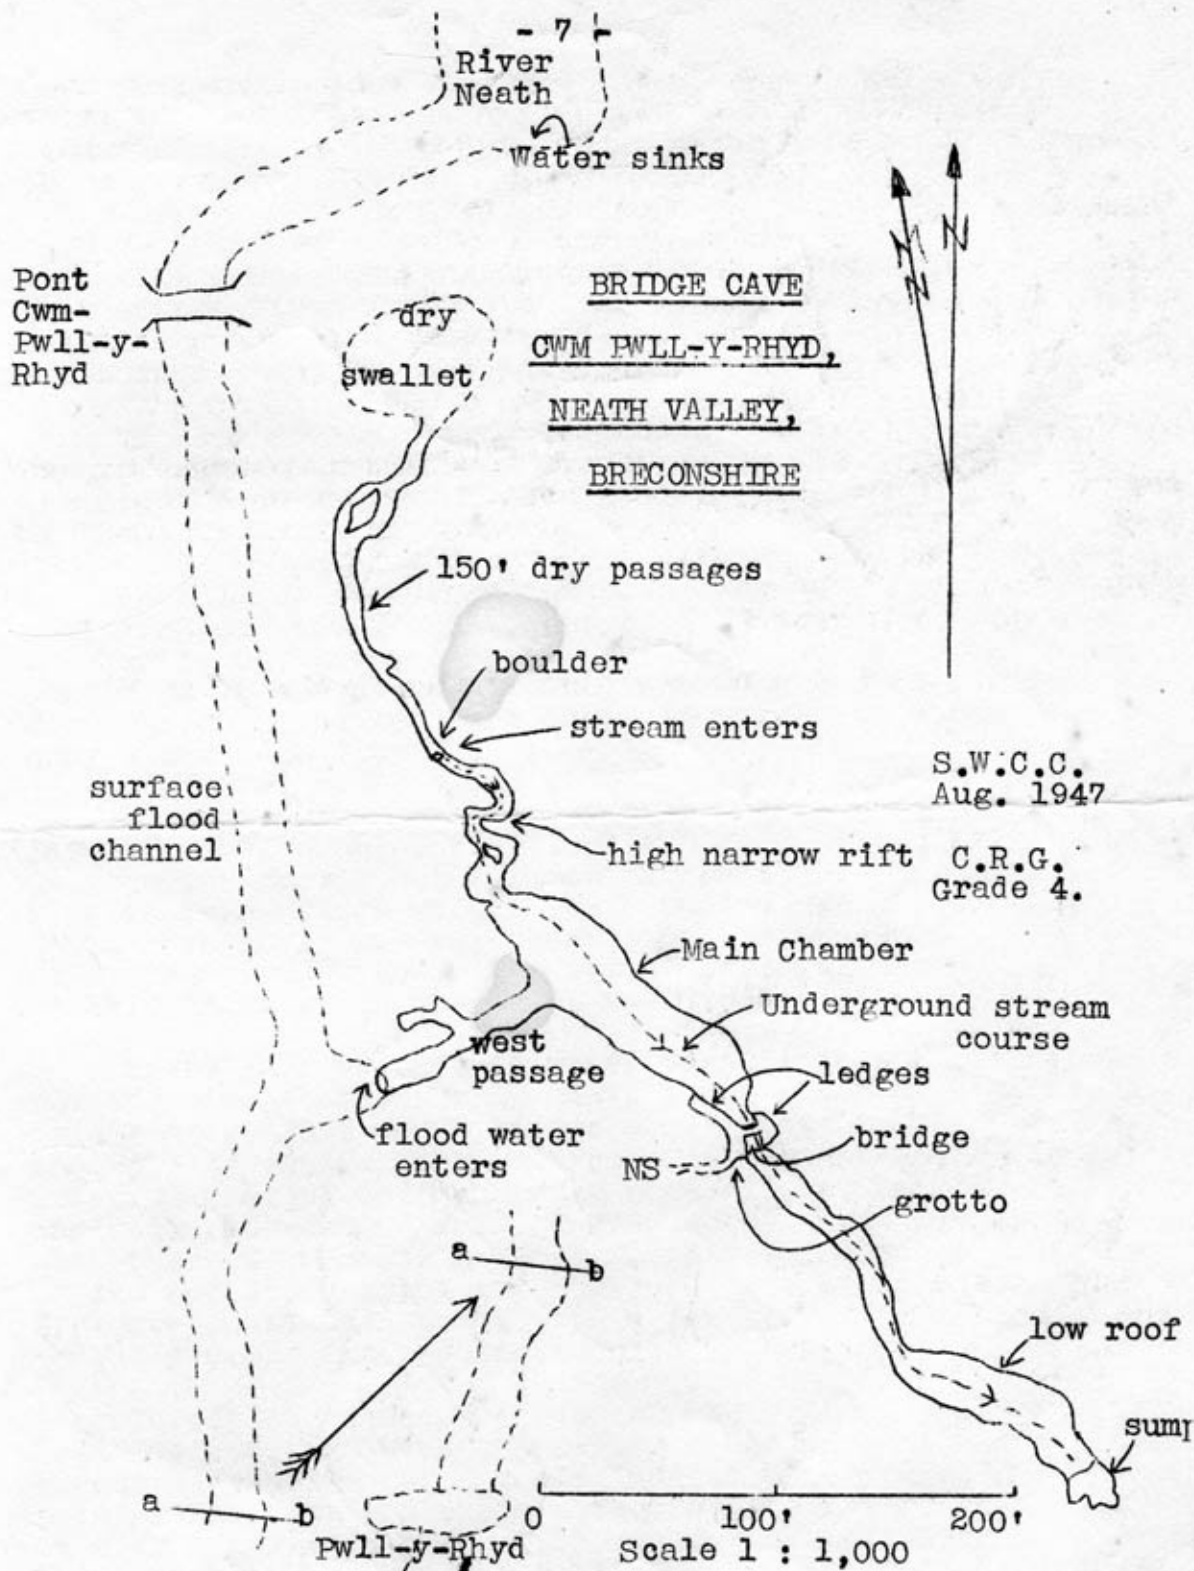 - 7 -
River
Neath
Water sinks
N
N
Pont
Cwm-
Pwll-y-
Rhyd
dry
swallet
BRIDGE CAVE
CWM PWLL-Y-RHYD,
NEATH VALLEY,
BRECONSHIRE
150' dry passages
boulder
stream enters
S.W.C.C.
Aug. 1947
surface
flood
channel
high narrow rift
C.R.G.
Grade 4.
Main Chamber
Underground stream
course
west
passage
ledges
flood water
enters
bridge
NS
grotto
a b
low roof
sump
a b
0 100' 200'
Pwll-y-Rhyd
Scale 1 : 1,000